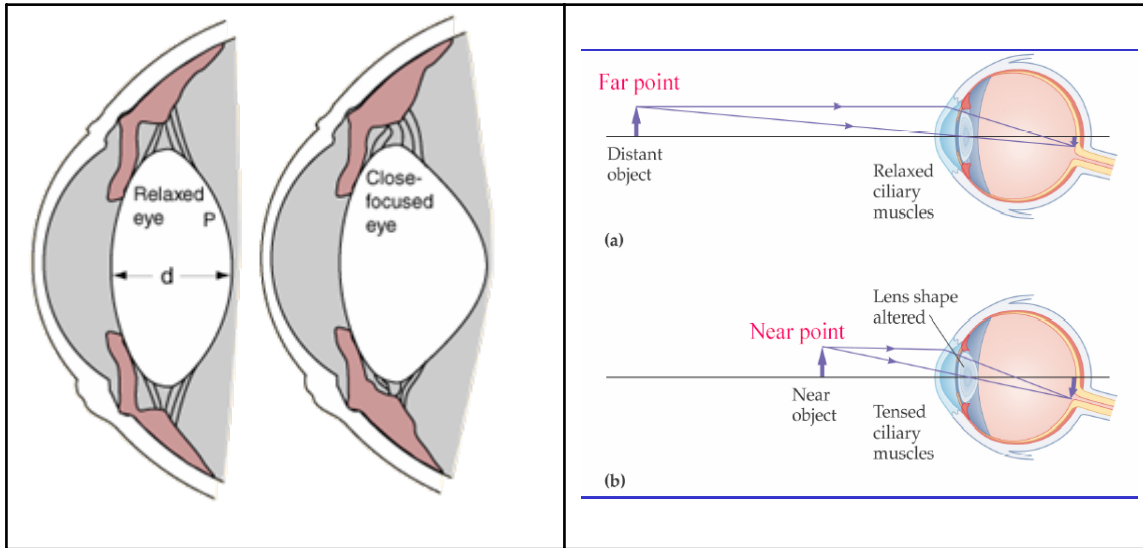 Relaxed
eye
P
d
Close-
focused
eye
Far point
Distant
object
Relaxed
ciliary
muscles
(a)
Lens shape
altered
Near point
Near
object
Tensed
ciliary
muscles
(b)